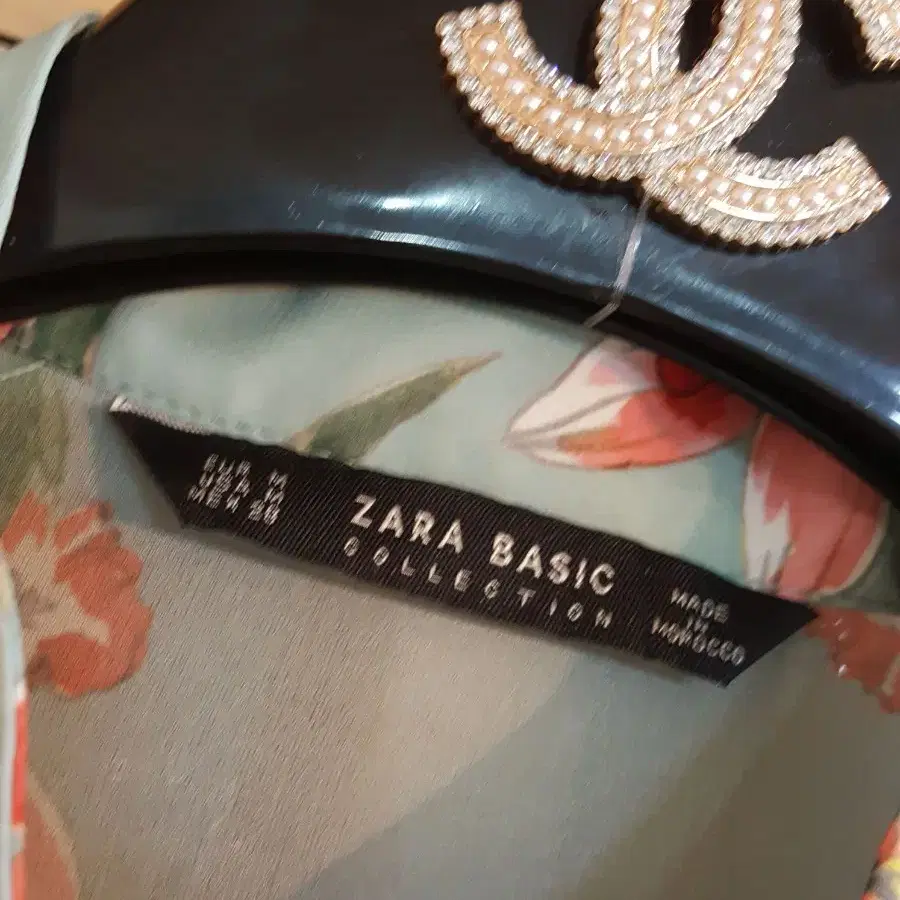 EUR M
USA M
MEX 28
ZARA BASIC
COLLECTION
MADE
IN
MOROCCO